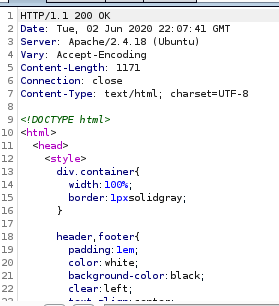 1 HTTP/1.1 200 OK
2 Date: Tue, 02 Jun 2020 22:07:41 GMT
3 Server: Apache/2.4.18 (Ubuntu)
4 Vary: Accept-Encoding
5 Content-Length: 1171
6 Connection: close
7 Content-Type: text/html; charset=UTF-8
8
9 <!DOCTYPE html>
10 <html>
11 <head>
12 <style>
13 div.container{
14 width:100%;
15 border:1pxsolidgray;
16 }
17
18 header,footer{
19 padding:1em;
20 color:white;
21 background-color:black;
22 clear:left;
text-align:center;